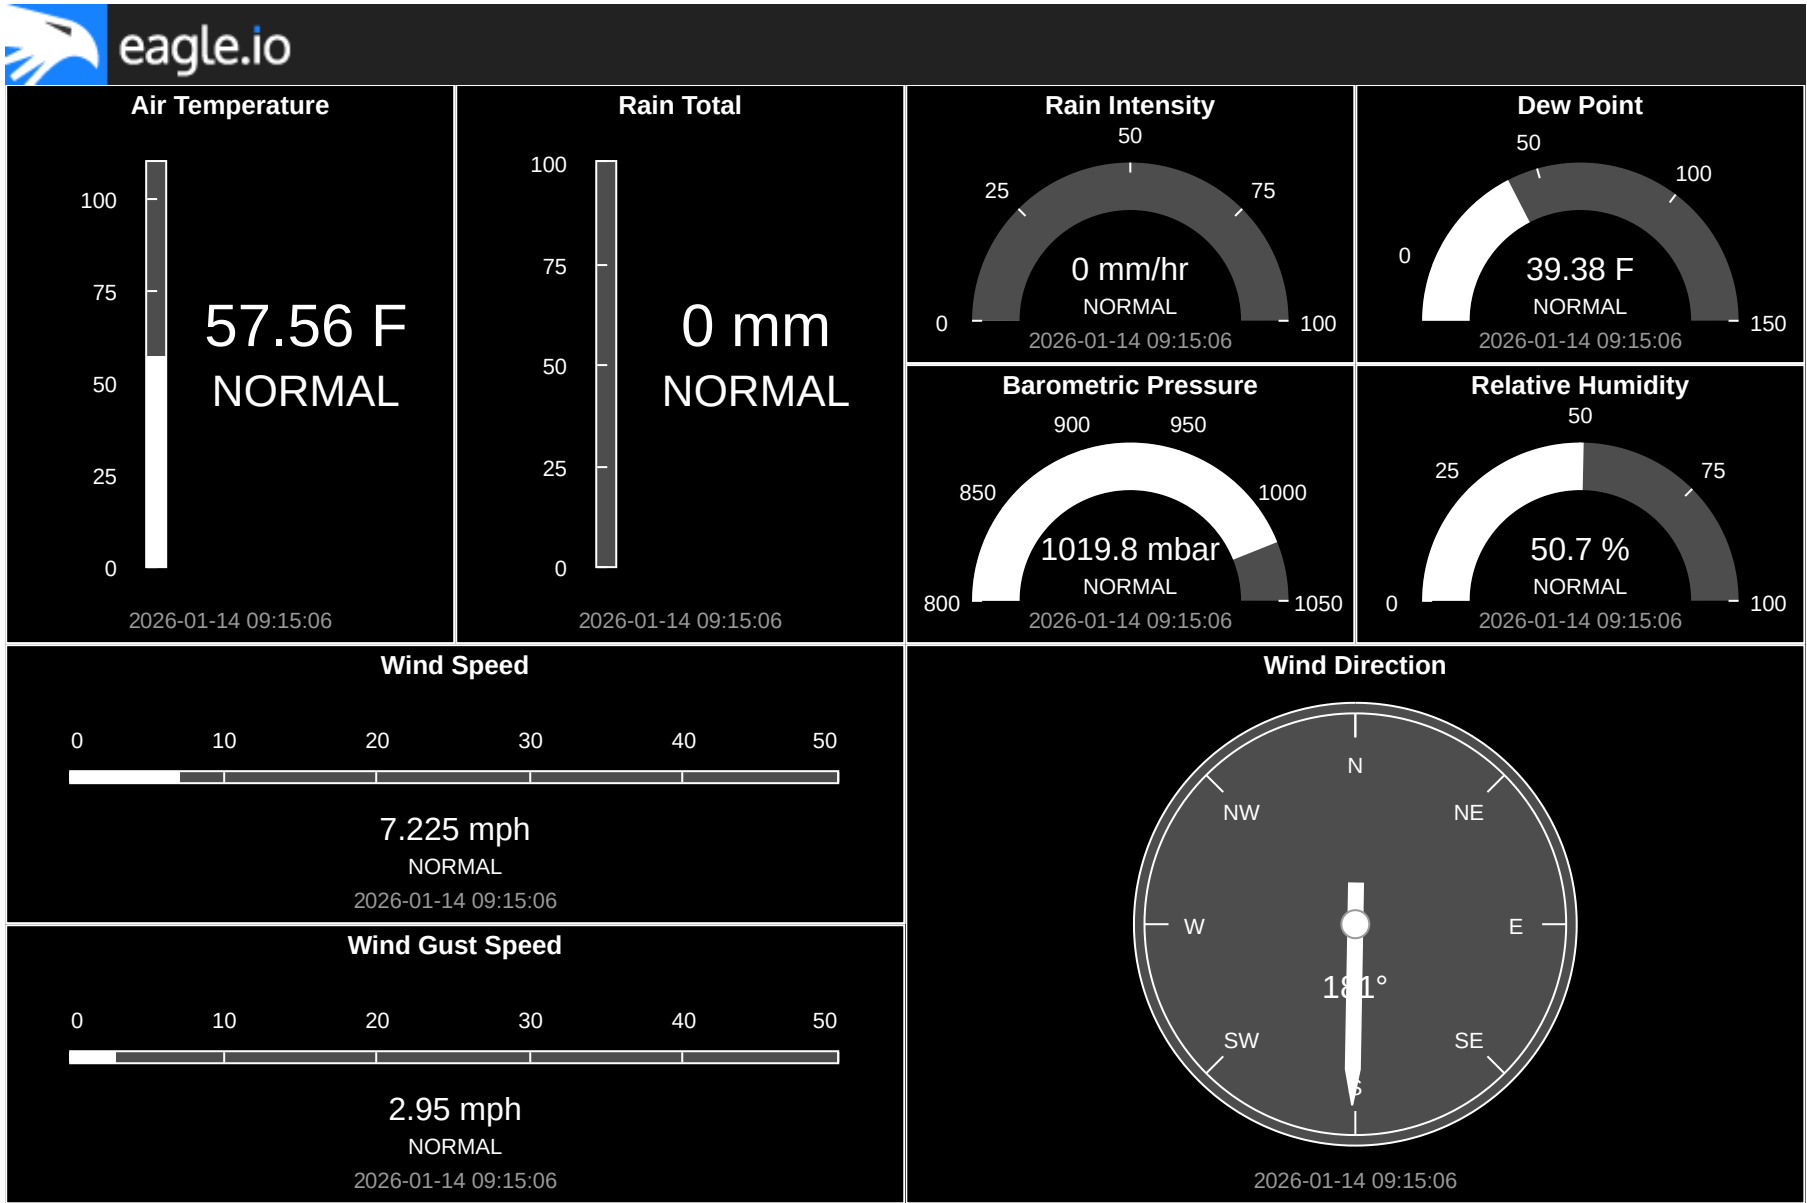 eagle.io
Air Temperature
100
75
50
25
0
57.56 F
NORMAL
2026-01-14 09:15:06
Rain Total
100
75
50
25
0
0 mm
NORMAL
2026-01-14 09:15:06
Rain Intensity
0
25
50
75
100
0 mm/hr
NORMAL
2026-01-14 09:15:06
Dew Point
0
50
100
150
39.38 F
NORMAL
2026-01-14 09:15:06
Barometric Pressure
800
850
900
950
1000
1050
1019.8 mbar
NORMAL
2026-01-14 09:15:06
Relative Humidity
0
25
50
75
100
50.7 %
NORMAL
2026-01-14 09:15:06
Wind Speed
0 10 20 30 40 50
7.225 mph
NORMAL
2026-01-14 09:15:06
Wind Gust Speed
0 10 20 30 40 50
2.95 mph
NORMAL
2026-01-14 09:15:06
Wind Direction
N
NW NE
W E
181°
SW SE
S
2026-01-14 09:15:06